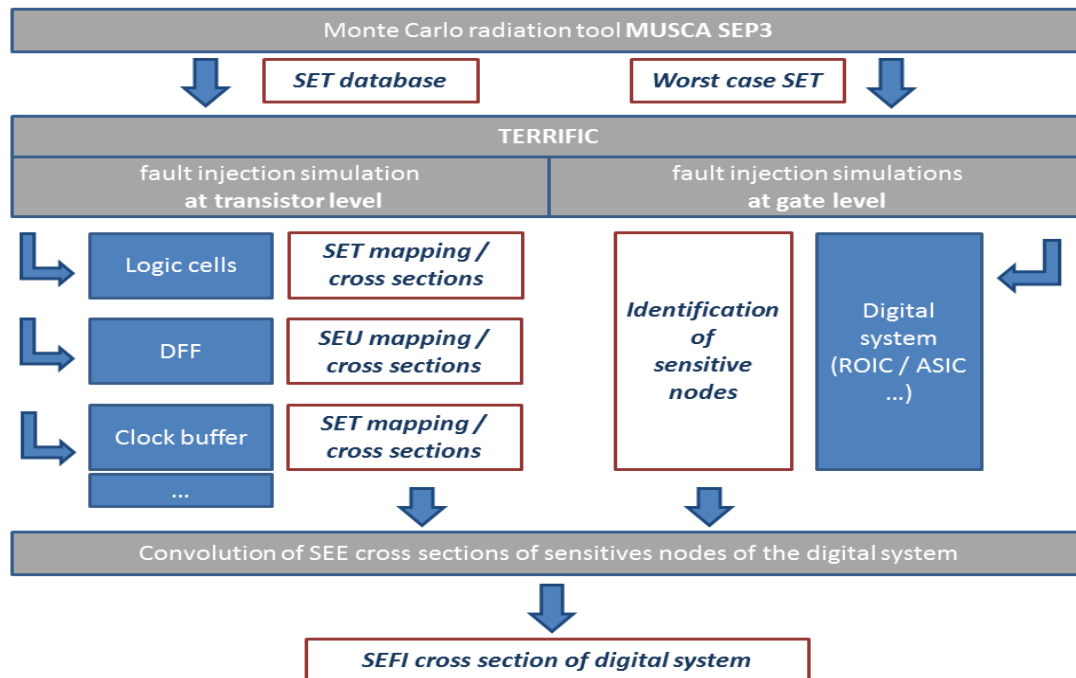 Monte Carlo radiation tool MUSCA SEP3
SET database
Worst case SET
TERRIFIC
fault injection simulation
at transistor level
fault injection simulations
at gate level
Logic cells
SET mapping /
cross sections
DFF
SEU mapping /
cross sections
Clock buffer
SET mapping /
cross sections
...
Identification
of
sensitive
nodes
Digital
system
(ROIC / ASIC
...)
Convolution of SEE cross sections of sensitives nodes of the digital system
SEFI cross section of digital system